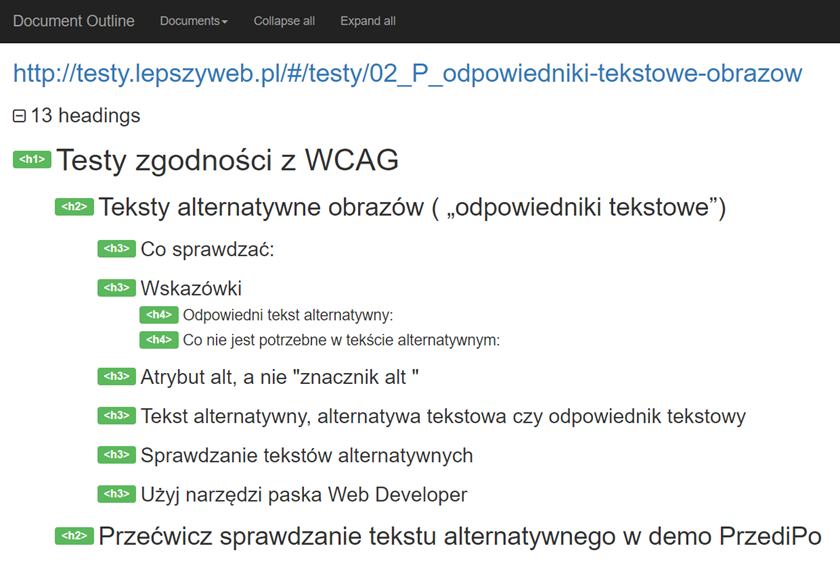 Document Outline Documents Collapse all Expand all
http://testy.lepszyweb.pl/#/testy/02_P_odpowiedniki-tekstowe-obrazow
13 headings
<h1> Testy zgodności z WCAG
<h2> Teksty alternatywne obrazów ( „odpowiedniki tekstowe”)
<h3> Co sprawdzać:
<h3> Wskazówki
<h4> Odpowiedni tekst alternatywny:
<h4> Co nie jest potrzebne w tekście alternatywnym:
<h3> Atrybut alt, a nie "znacznik alt "
<h3> Tekst alternatywny, alternatywa tekstowa czy odpowiednik tekstowy
<h3> Sprawdzanie tekstów alternatywnych
<h3> Użyj narzędzi paska Web Developer
<h2> Przećwicz sprawdzanie tekstu alternatywnego w demo PrzediPo